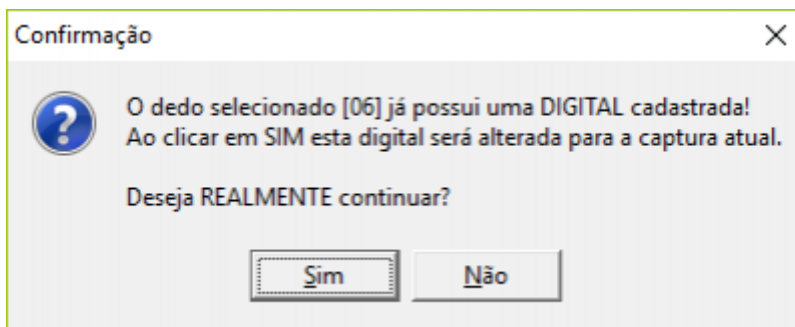 Confirmação
O dedo selecionado [06] já possui uma DIGITAL cadastrada!
Ao clicar em SIM esta digital será alterada para a captura atual.
Deseja REALMENTE continuar?
Sim
Não